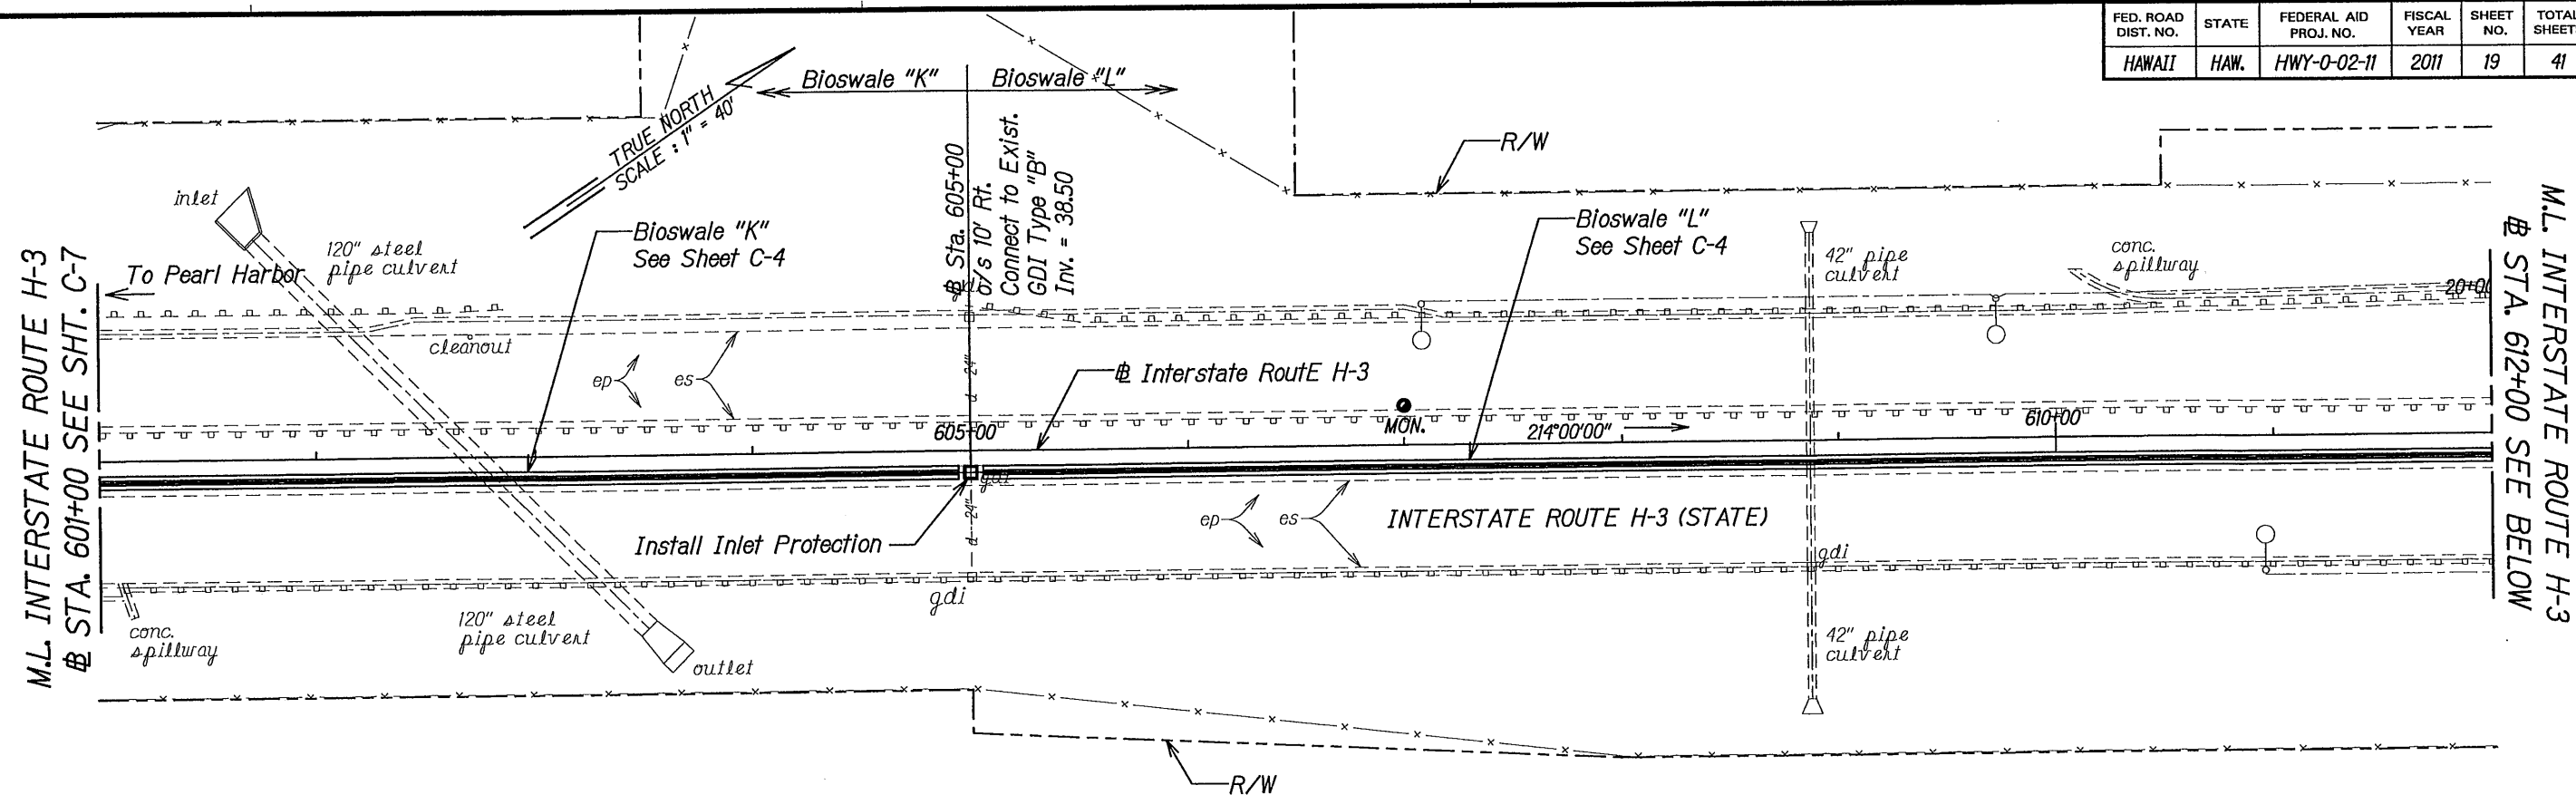 FED. ROAD DIST. NO. STATE FEDERAL AID PROJ. NO. FISCAL YEAR SHEET NO. TOTAL SHEETS
HAWAII HAW. HWY-0-02-11 2011 19 41
Bioswale "K" Bioswale "L"
TRUE NORTH
SCALE : 1" = 40'
℄ Sta. 605+00
o/s 10' Rt.
Connect to Exist.
GDI Type "B"
Inv. = 38.50
R/W
inlet
120" steel
pipe culvert
Bioswale "K"
See Sheet C-4
Bioswale "L"
See Sheet C-4
42" pipe
culvert
conc.
spillway
M.L. INTERSTATE ROUTE H-3
℄ STA. 601+00 SEE SHT. C-7
To Pearl Harbor
gdi
20+00
cleanout
ep es
d 24"
℄ Interstate RoutE H-3
605+00
MON.
214°00'00"
610+00
gdi
d 24"
Install Inlet Protection
ep es
INTERSTATE ROUTE H-3 (STATE)
gdi
gdi
conc.
spillway
120" steel
pipe culvert
outlet
42" pipe
culvert
R/W
M.L. INTERSTATE ROUTE H-3
℄ STA. 612+00 SEE BELOW